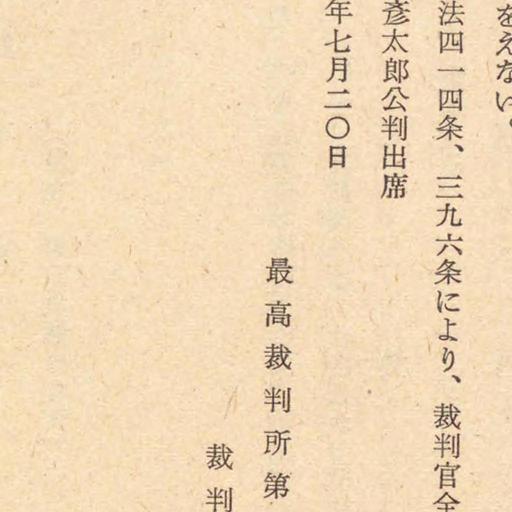 をえない。
法四一四条、三九六条により、裁判官全
彦太郎公判出席
年七月二〇日
最高裁判所第
裁判